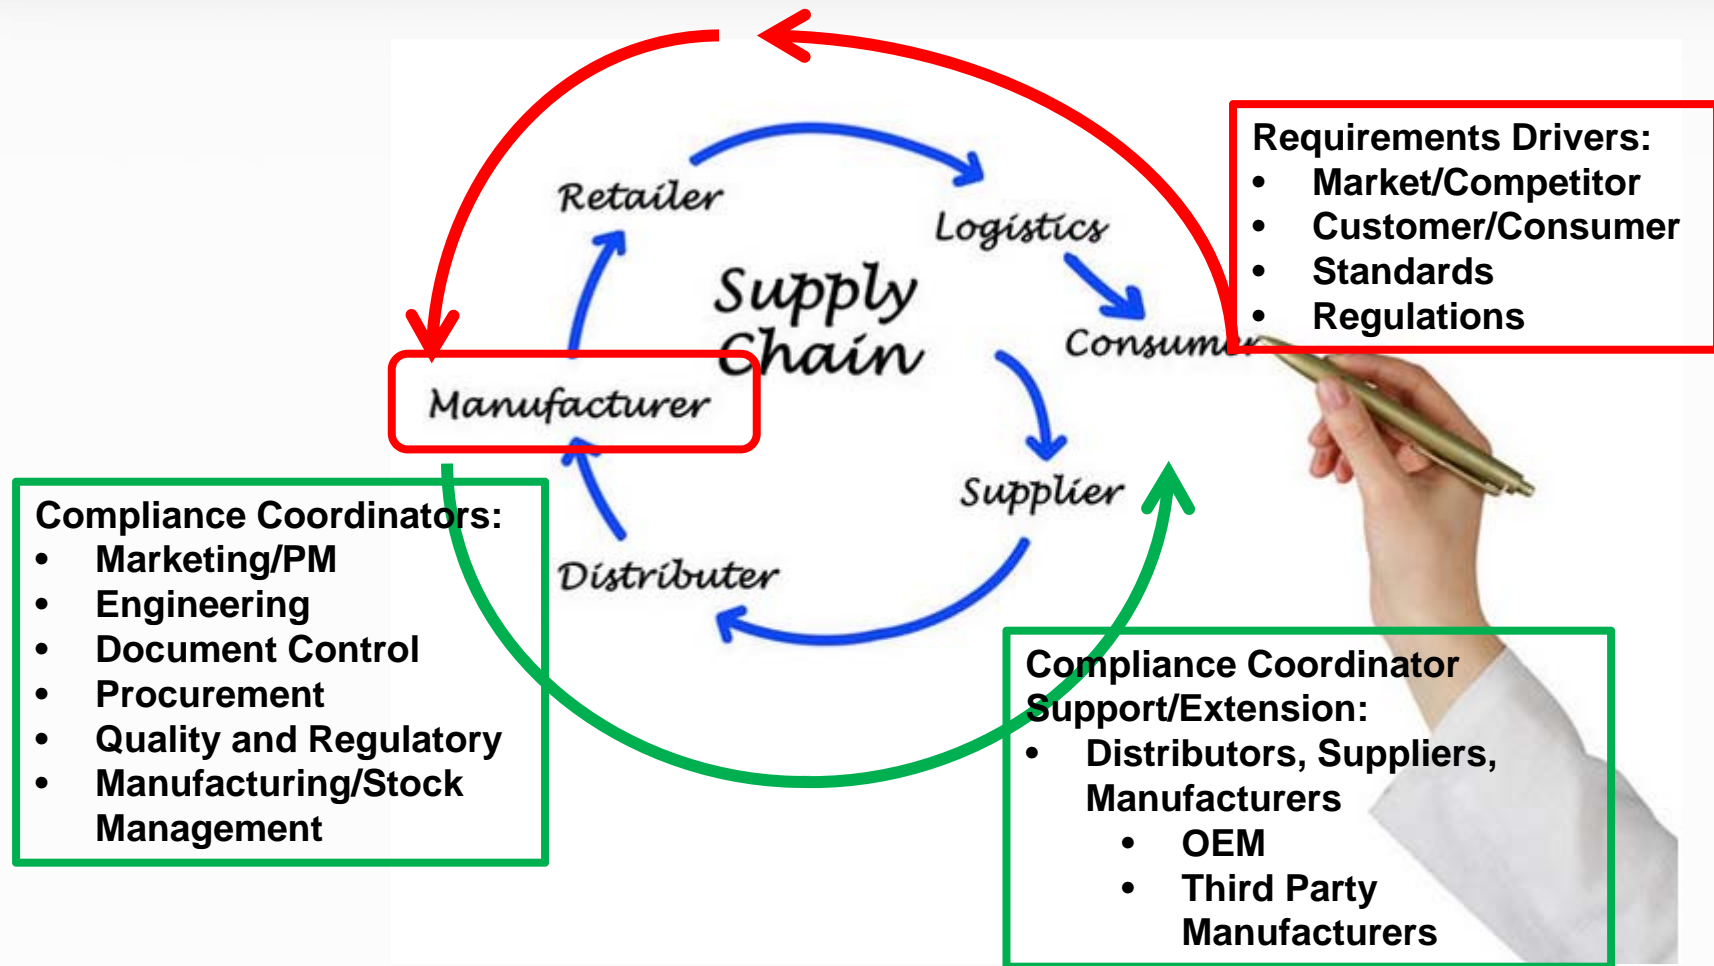 Requirements Drivers:
• Market/Competitor
• Customer/Consumer
• Standards
• Regulations
Retailer
Logistics
Supply
Chain
Consumer
Manufacturer
Supplier
Distributer
Compliance Coordinators:
• Marketing/PM
• Engineering
• Document Control
• Procurement
• Quality and Regulatory
• Manufacturing/Stock
Management
Compliance Coordinator
Support/Extension:
• Distributors, Suppliers,
Manufacturers
• OEM
• Third Party
Manufacturers